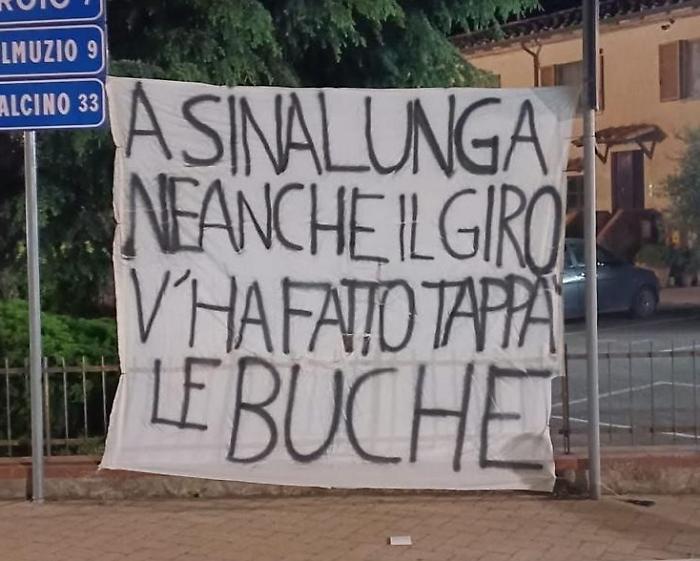 LMUZIO 9
ALCINO 33
A SINALUNGA
NEANCHE IL GIRO
V'HA FATTO TAPPA'
LE BUCHE